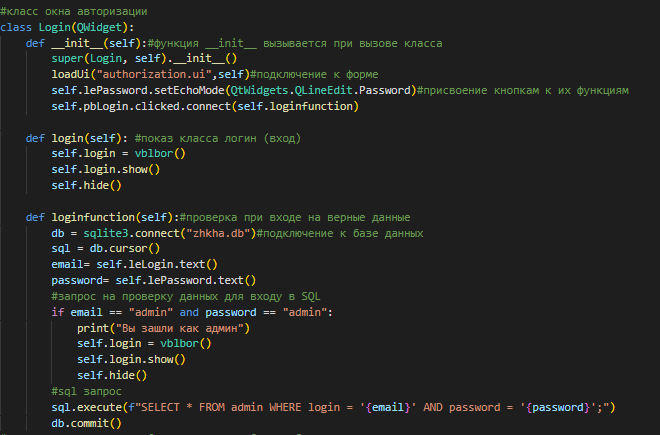 #класс окна авторизации
class Login(QWidget):
def __init__(self):#функция __init__ вызывается при вызове класса
super(Login, self).__init__()
loadUi("authorization.ui",self)#подключение к форме
self.lePassword.setEchoMode(QtWidgets.QLineEdit.Password)#присвоение кнопкам к их функциям
self.pbLogin.clicked.connect(self.loginfunction)
def login(self): #показ класса логин (вход)
self.login = vblbor()
self.login.show()
self.hide()
def loginfunction(self):#проверка при входе на верные данные
db = sqlite3.connect("zhkha.db")#подключение к базе данных
sql = db.cursor()
email= self.leLogin.text()
password= self.lePassword.text()
#запрос на проверку данных для входа в SQL
if email == "admin" and password == "admin":
print("Вы зашли как админ")
self.login = vblbor()
self.login.show()
self.hide()
#sql запрос
sql.execute(f"SELECT * FROM admin WHERE login = '{email}' AND password = '{password}';")
db.commit()